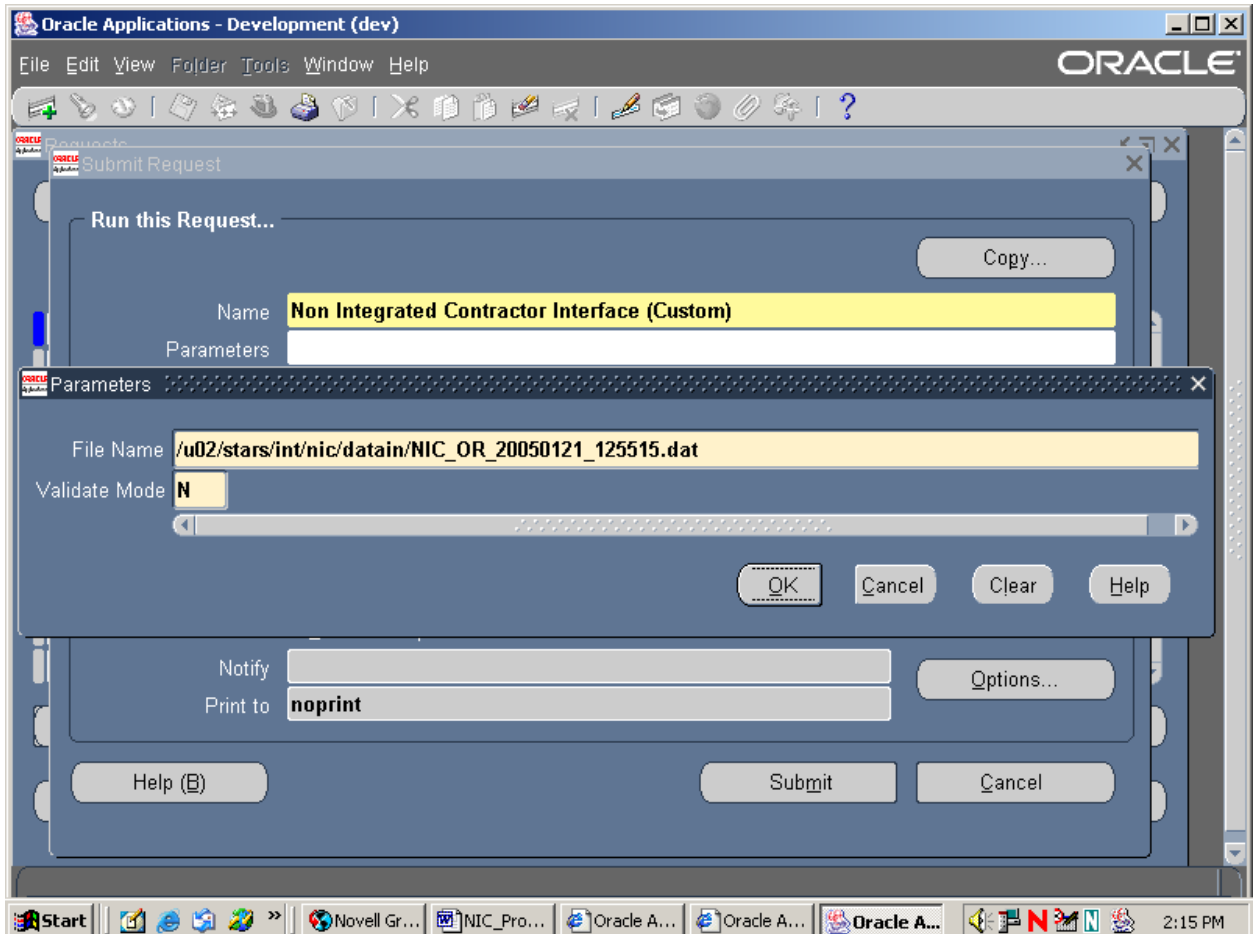 Oracle Applications - Development (dev)
File Edit View Folder Tools Window Help
ORACLE
Requests
Submit Request
Run this Request...
Copy...
Name Non Integrated Contractor Interface (Custom)
Parameters
Parameters
File Name /u02/stars/int/nic/datain/NIC_OR_20050121_125515.dat
Validate Mode N
OK Cancel Clear Help
Notify
Options...
Print to noprint
Help (B) Submit Cancel
Start » Novell Gr... NIC_Pro... Oracle A... Oracle A... Oracle A... 2:15 PM